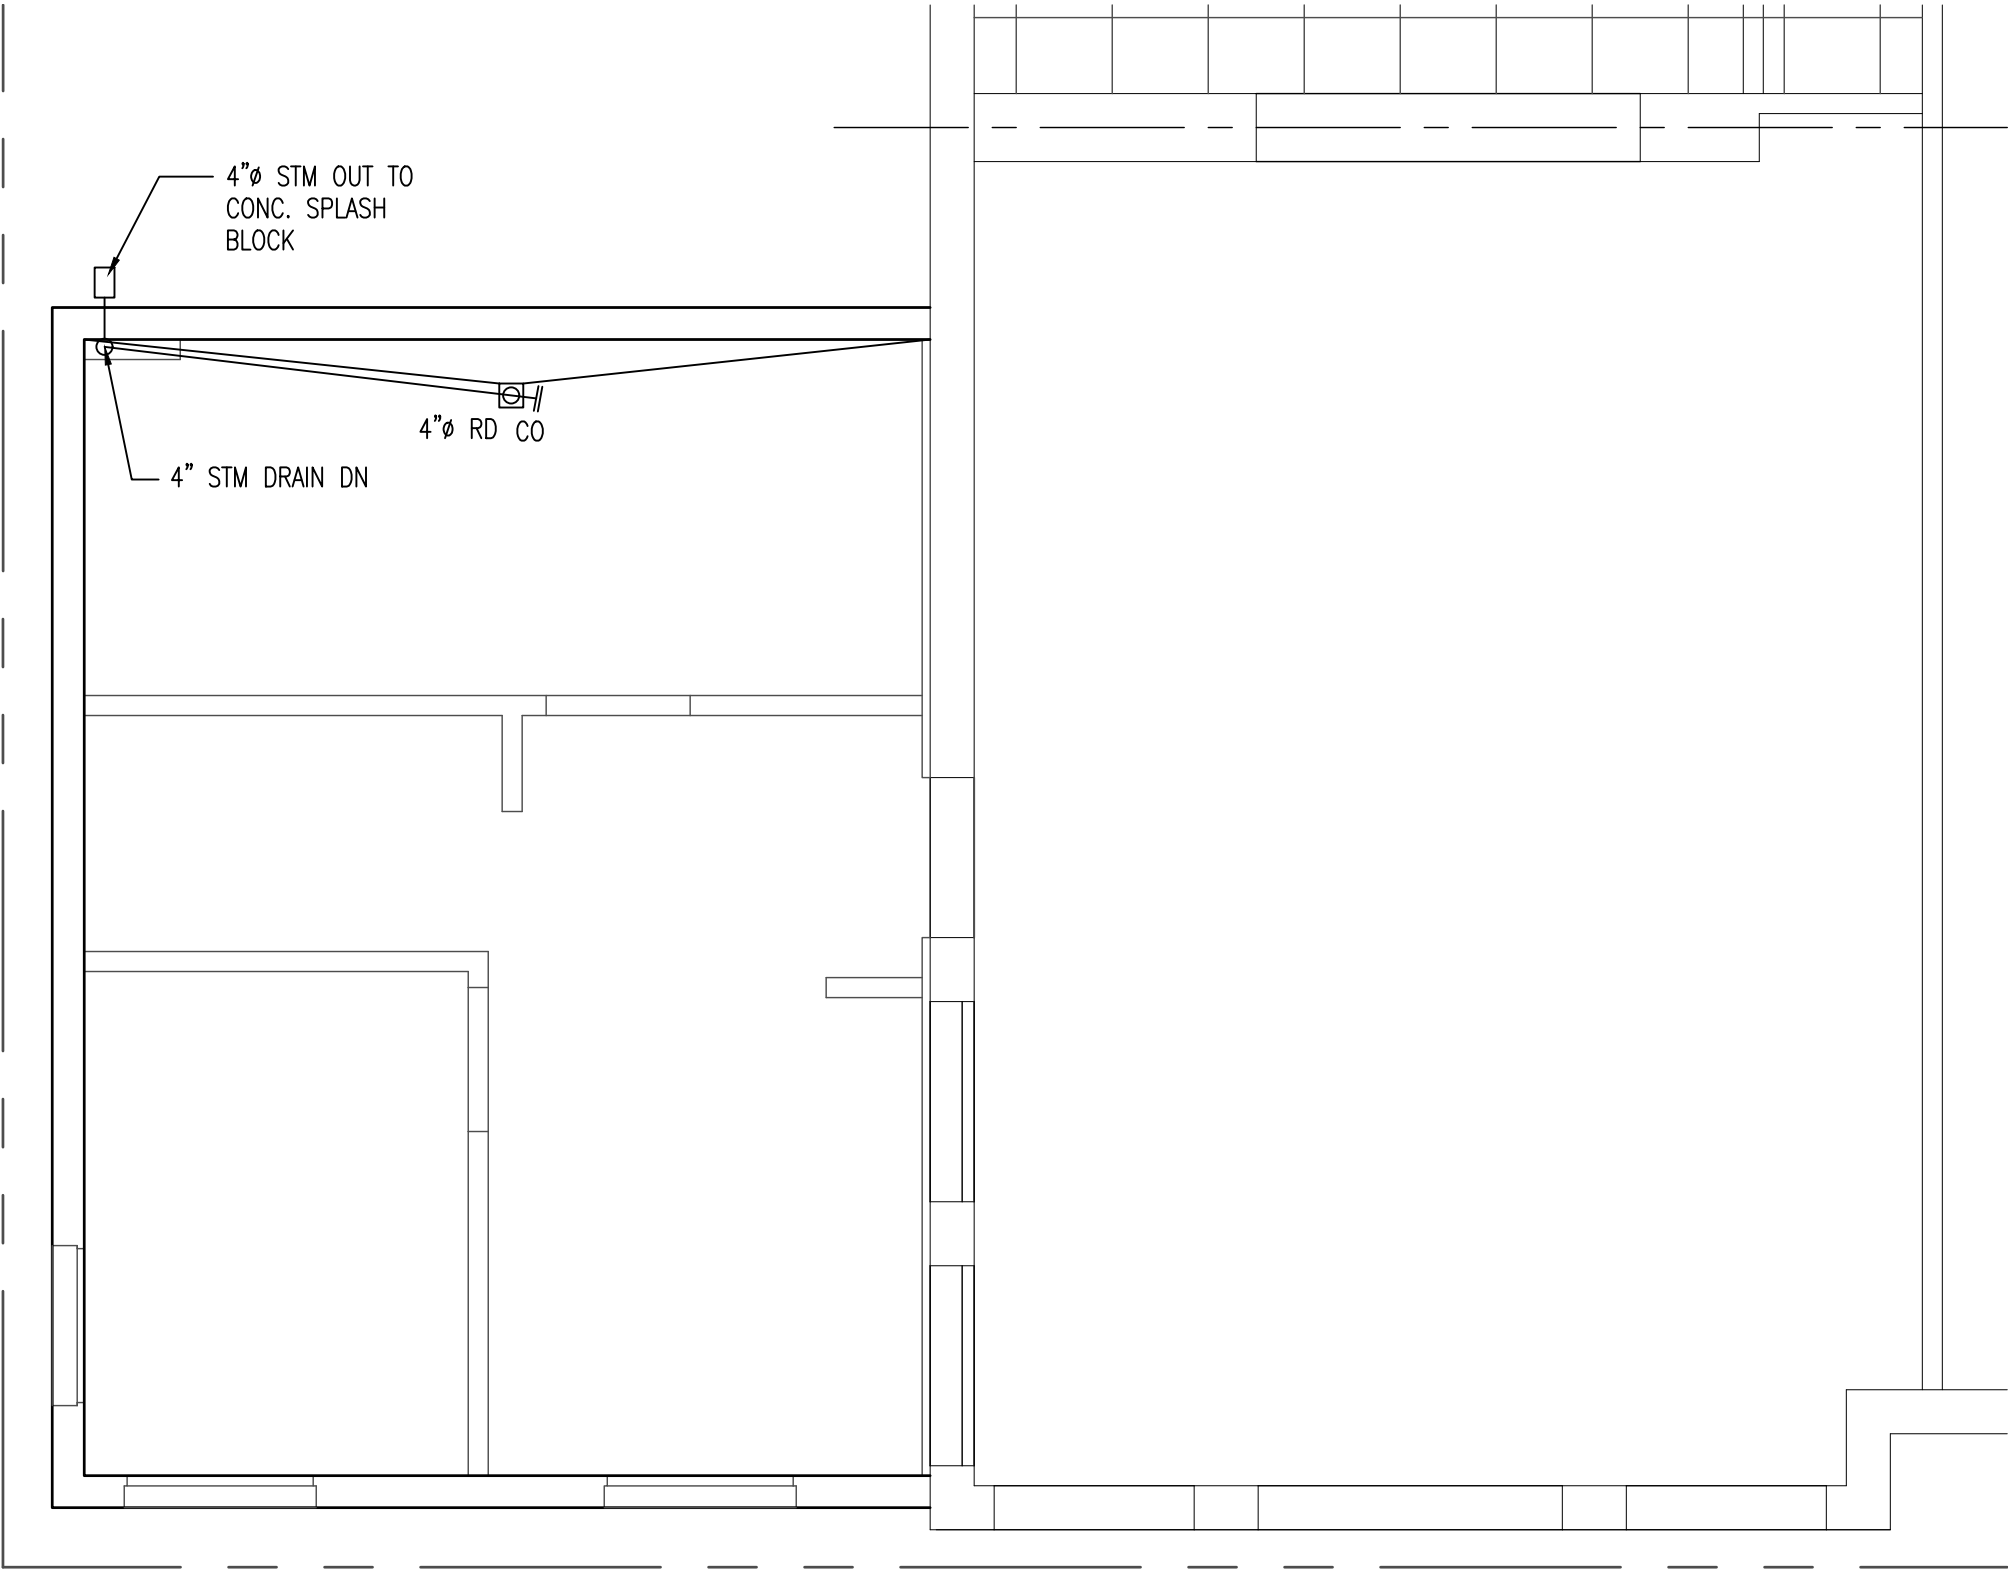 4"ø STM OUT TO
CONC. SPLASH
BLOCK
4"ø RD CO
4" STM DRAIN DN